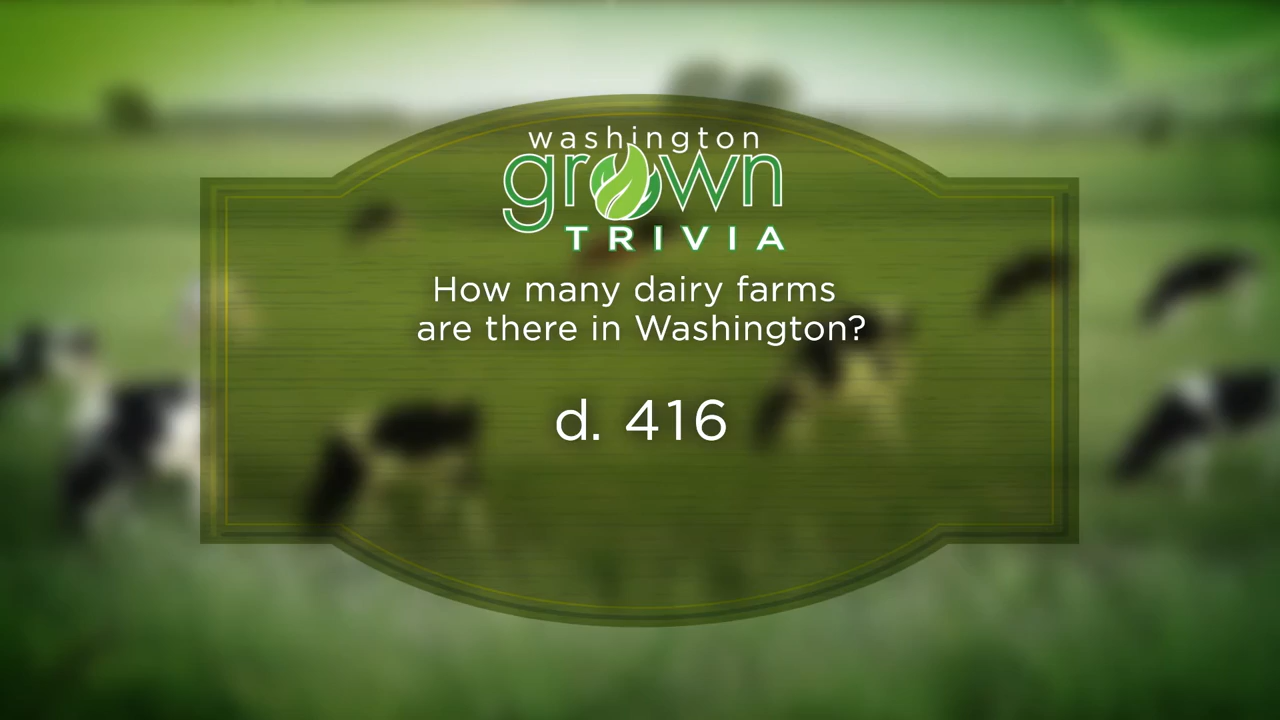 washington
grown
TRIVIA
How many dairy farms
are there in Washington?
d. 416